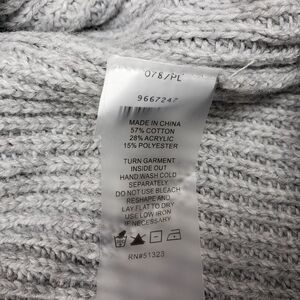 078/PL
9667247
MADE IN CHINA
57% COTTON
28% ACRYLIC
15% POLYESTER
TURN GARMENT
INSIDE OUT
HAND WASH COLD
SEPARATELY
DO NOT USE BLEACH
RESHAPE AND
LAY FLAT TO DRY
USE LOW IRON
IF NECESSARY
RN#51323